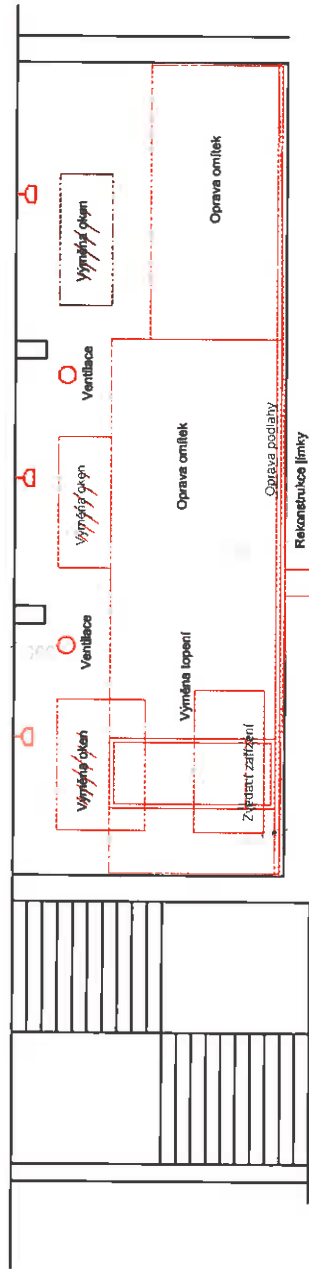 Výměna oken
Výměna oken
Výměna oken
Ventilace
Ventilace
Výměna topení
Oprava omítek
Oprava omítek
Zvedací zařízení
Oprava podlahy
Rekonstrukce jímky